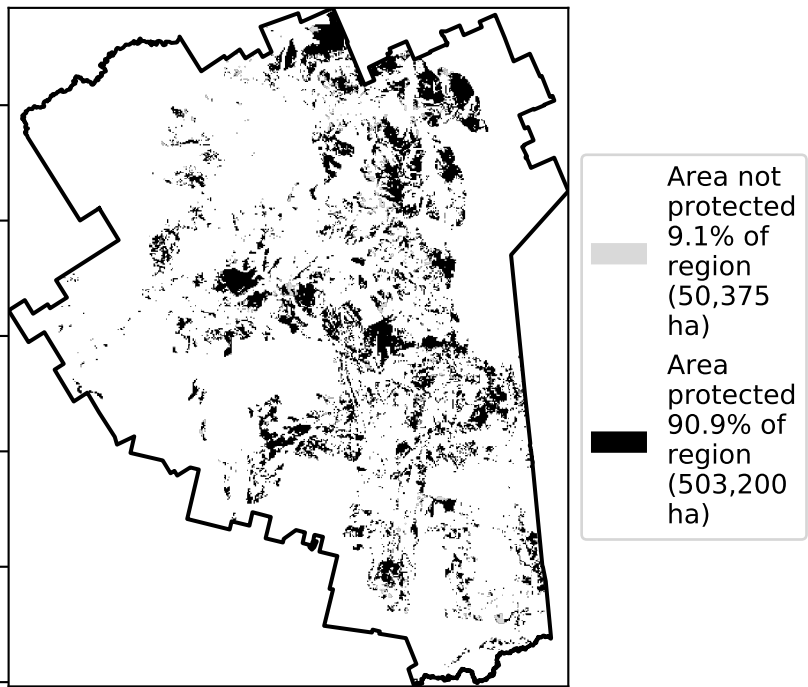 Area not
protected
9.1% of
region
(50,375
ha)
Area
protected
90.9% of
region
(503,200
ha)